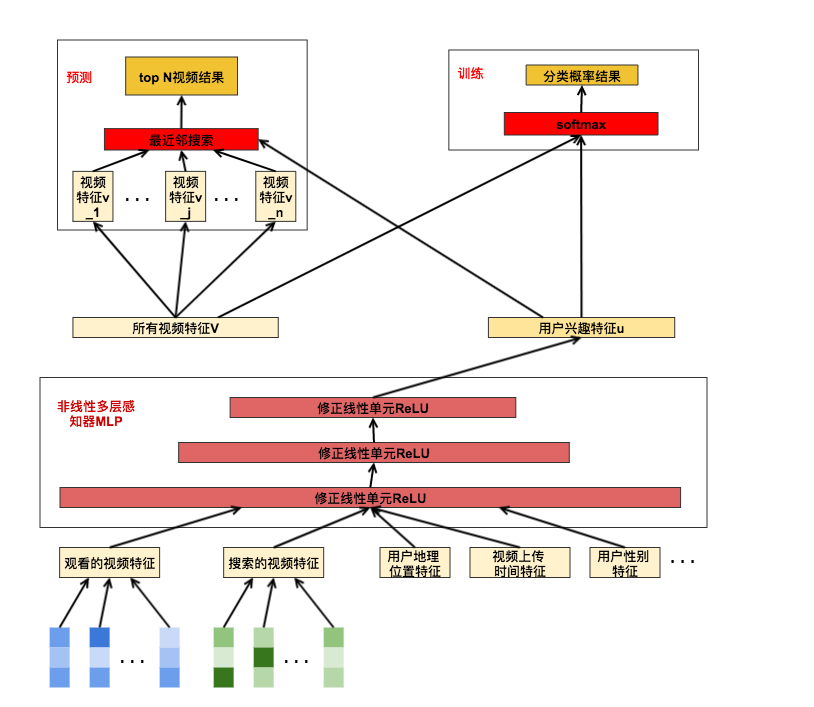 预测
top N视频结果
最近邻搜索
视频
特征v
_1
...
视频
特征v
_j
...
视频
特征v
_n
训练
分类概率结果
softmax
所有视频特征V
用户兴趣特征u
非线性多层感
知器MLP
修正线性单元ReLU
修正线性单元ReLU
修正线性单元ReLU
观看的视频特征
搜索的视频特征
用户地理
位置特征
视频上传
时间特征
用户性别
特征
...
...
...